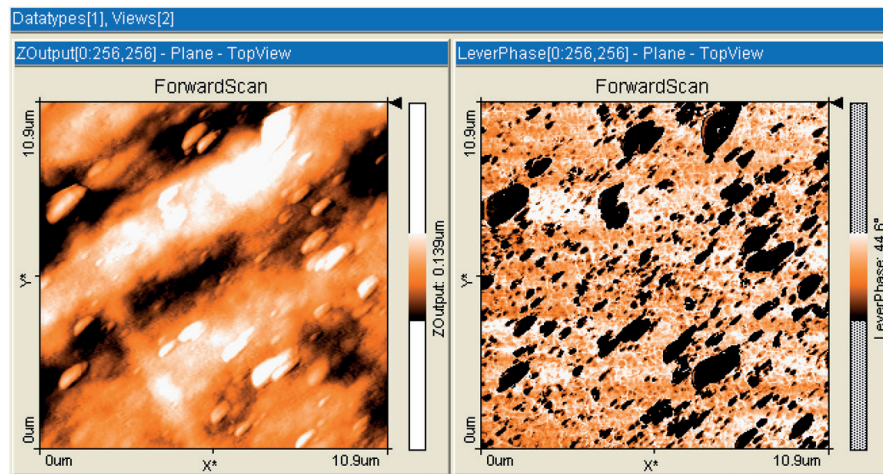 Datatypes[1], Views[2]
ZOutput[0:256,256] - Plane - TopView
ForwardScan
10.9um
Y*
0um
0um
X*
10.9um
ZOutput: 0.139um
LeverPhase[0:256,256] - Plane - TopView
ForwardScan
10.9um
Y*
0um
0um
X*
10.9um
LeverPhase: 44.6°